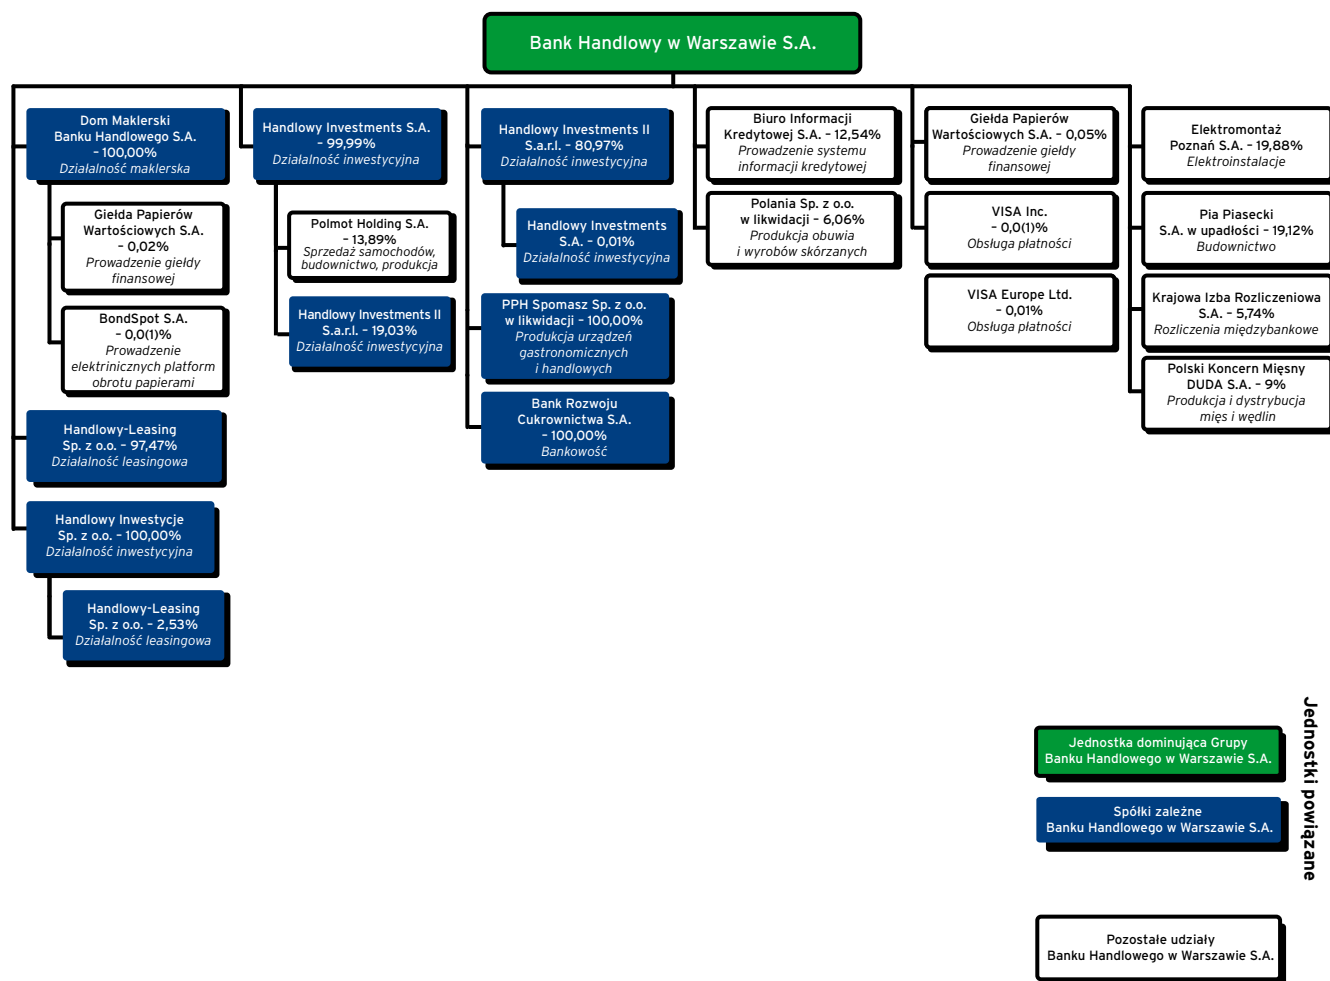 Bank Handlowy w Warszawie S.A.
Dom Maklerski
Banku Handlowego S.A.
– 100,00%
Działalność maklerska
Giełda Papierów
Wartościowych S.A.
– 0,02%
Prowadzenie giełdy
finansowej
BondSpot S.A.
– 0,0(1)%
Prowadzenie
elektrinicznych platform
obrotu papierami
Handlowy-Leasing
Sp. z o.o. – 97,47%
Działalność leasingowa
Handlowy Inwestycje
Sp. z o.o. – 100,00%
Działalność inwestycyjna
Handlowy-Leasing
Sp. z o.o. – 2,53%
Działalność leasingowa
Handlowy Investments S.A.
– 99,99%
Działalność inwestycyjna
Polmot Holding S.A.
– 13,89%
Sprzedaż samochodów,
budownictwo, produkcja
Handlowy Investments II
S.a.r.l. – 19,03%
Działalność inwestycyjna
Handlowy Investments II
S.a.r.l. – 80,97%
Działalność inwestycyjna
Handlowy Investments
S.A. – 0,01%
Działalność inwestycyjna
PPH Spomasz Sp. z o.o.
w likwidacji – 100,00%
Produkcja urządzeń
gastronomicznych
i handlowych
Bank Rozwoju
Cukrownictwa S.A.
– 100,00%
Bankowość
Biuro Informacji
Kredytowej S.A. – 12,54%
Prowadzenie systemu
informacji kredytowej
Polania Sp. z o.o.
w likwidacji – 6,06%
Produkcja obuwia
i wyrobów skórzanych
Giełda Papierów
Wartościowych S.A. – 0,05%
Prowadzenie giełdy
finansowej
VISA Inc.
– 0,0(1)%
Obsługa płatności
VISA Europe Ltd.
– 0,01%
Obsługa płatności
Elektromontaż
Poznań S.A. – 19,88%
Elektroinstalacje
Pia Piasecki
S.A. w upadłości – 19,12%
Budownictwo
Krajowa Izba Rozliczeniowa
S.A. – 5,74%
Rozliczenia międzybankowe
Polski Koncern Mięsny
DUDA S.A. – 9%
Produkcja i dystrybucja
mięs i wędlin
Jednostka dominująca Grupy
Banku Handlowego w Warszawie S.A.
Spółki zależne
Banku Handlowego w Warszawie S.A.
Jednostki powiązane
Pozostałe udziały
Banku Handlowego w Warszawie S.A.